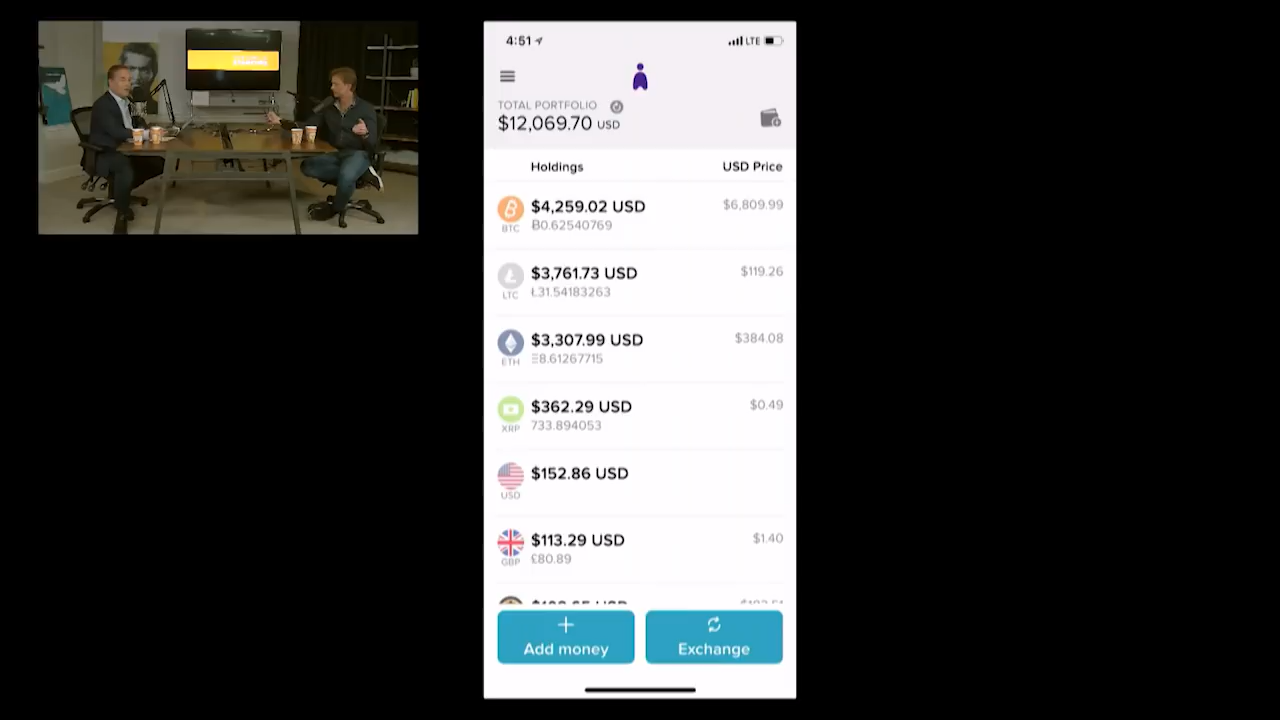 4:51
LTE
TOTAL PORTFOLIO
$12,069.70 USD
Holdings
USD Price
$4,259.02 USD
$6,809.99
BTC
Ƀ0.62540769
$3,761.73 USD
$119.26
LTC
Ł31.54183263
$3,307.99 USD
$384.08
ETH
Ξ8.61267715
$362.29 USD
$0.49
XRP
733.894053
$152.86 USD
USD
$113.29 USD
$1.40
GBP
£80.89
Add money
Exchange